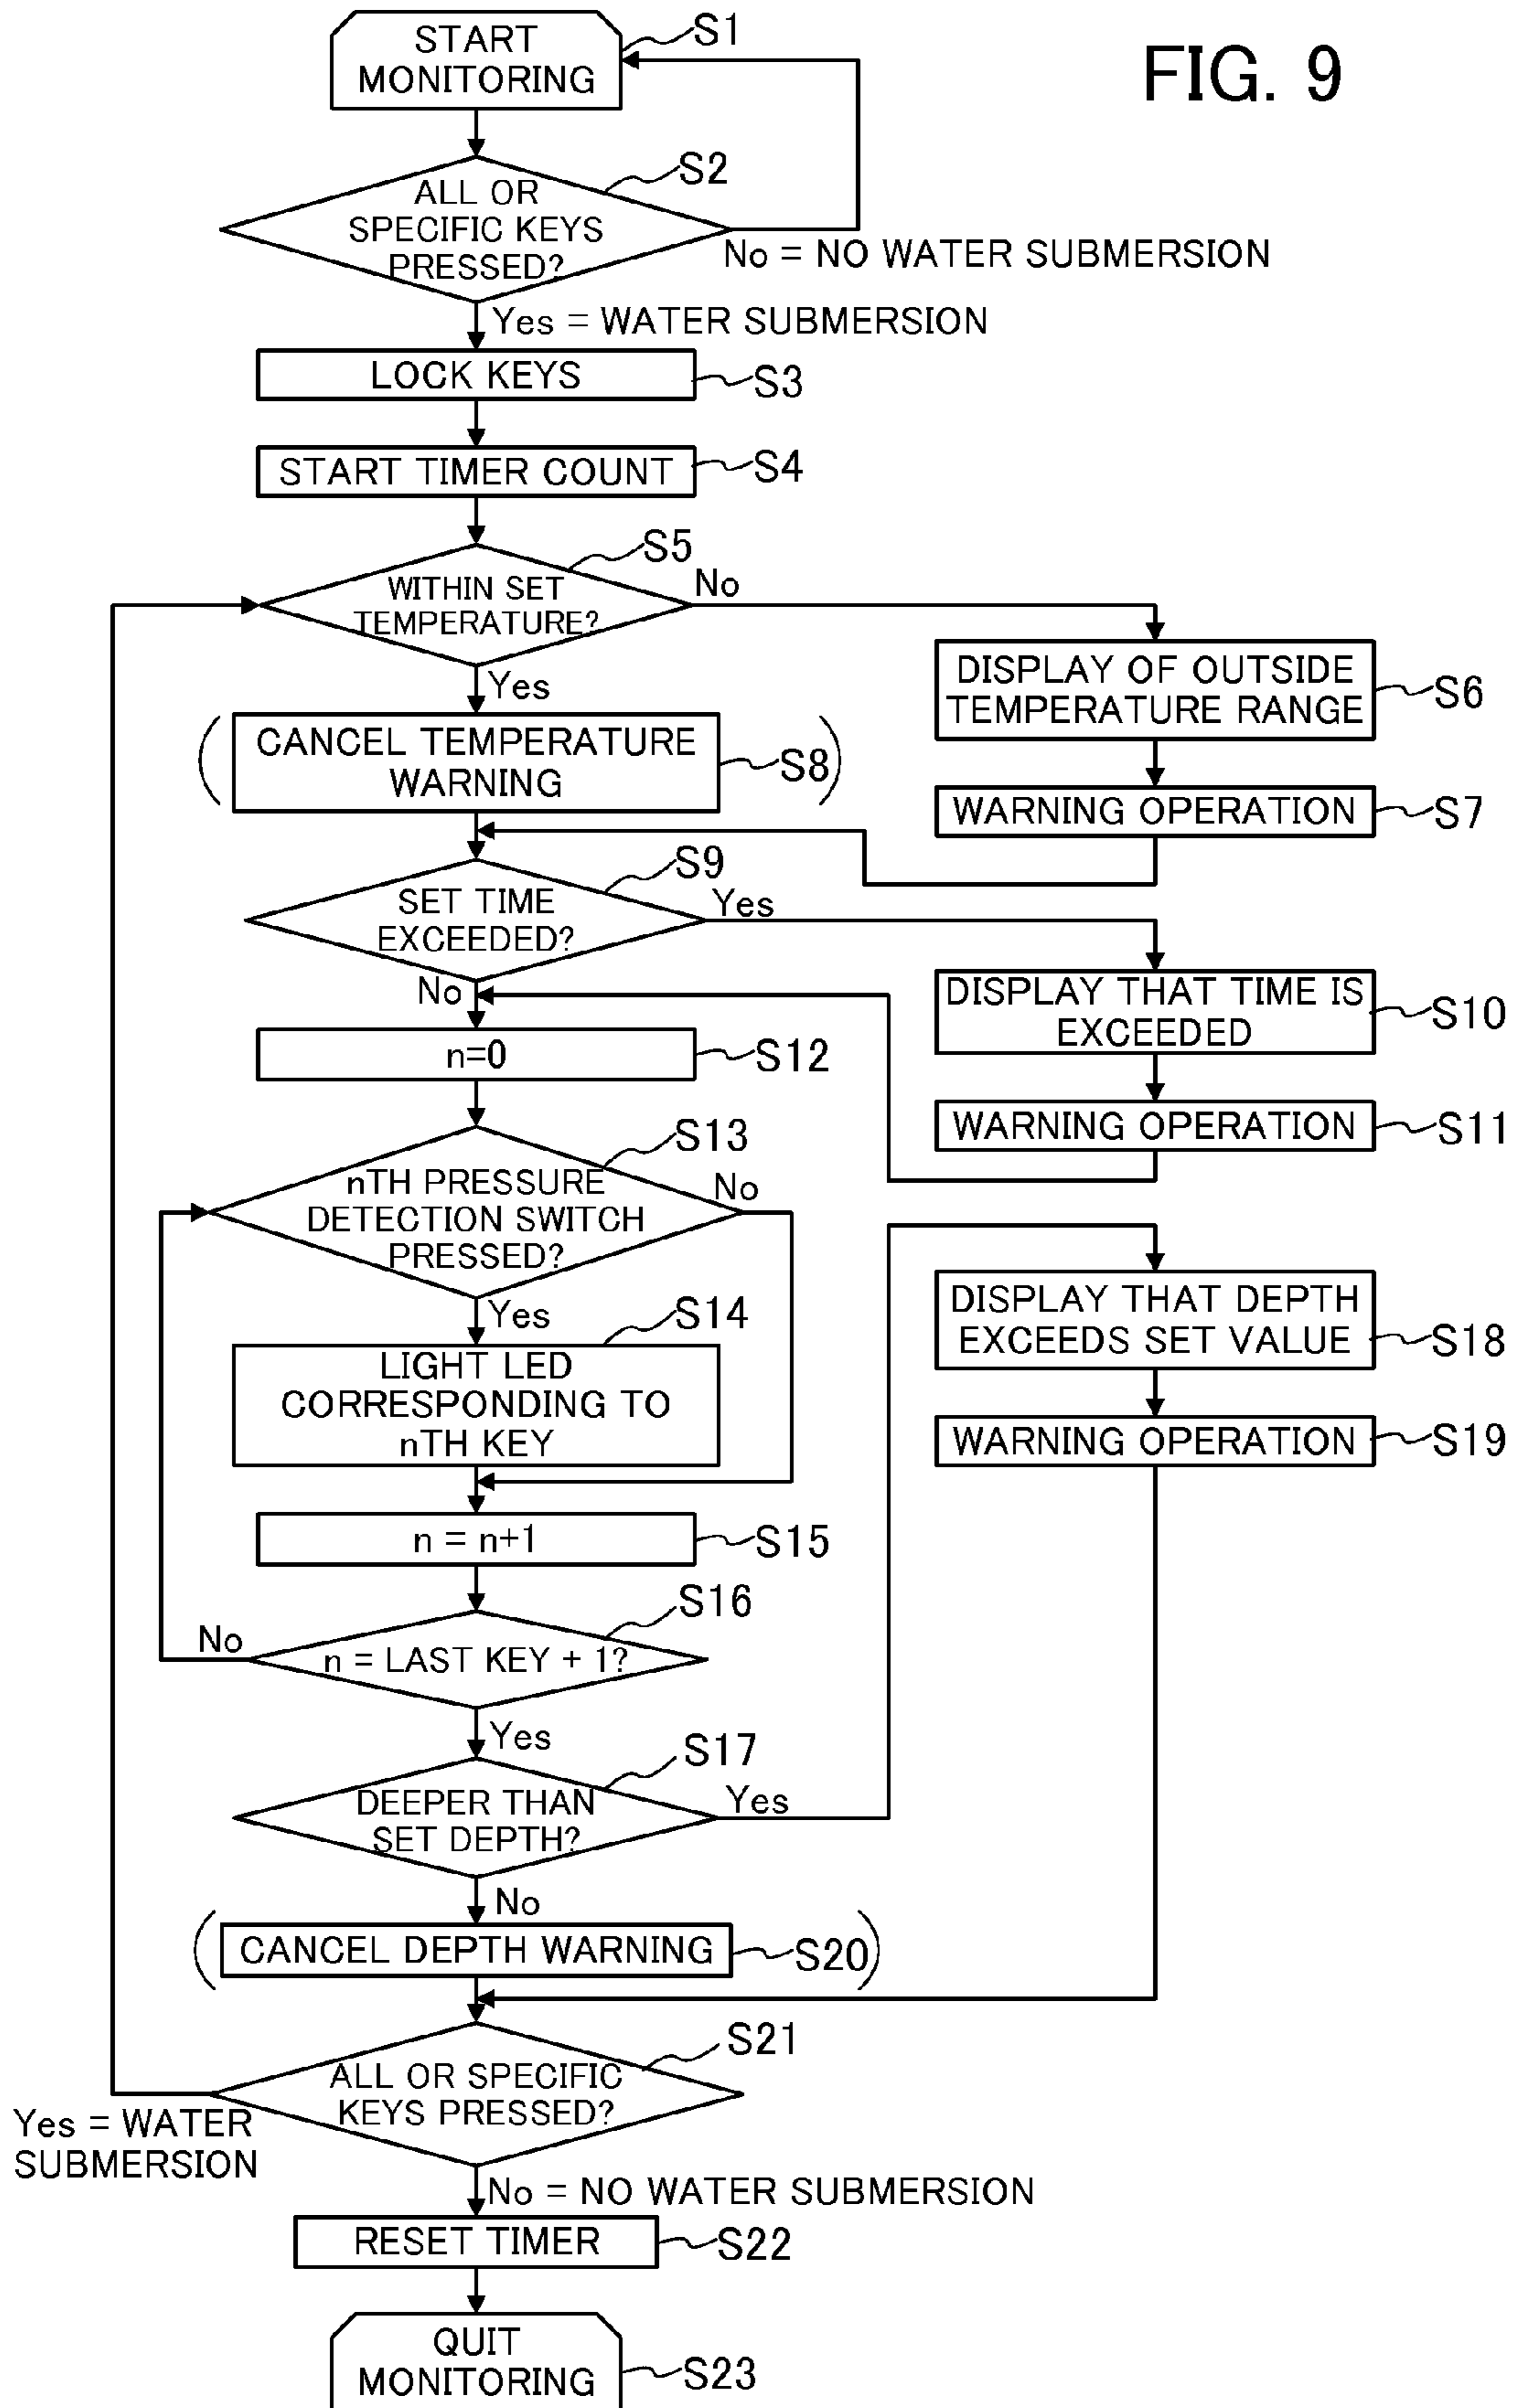 FIG. 9
START
MONITORING
S1
ALL OR
SPECIFIC KEYS
PRESSED?
S2
No = NO WATER SUBMERSION
Yes = WATER SUBMERSION
LOCK KEYS
S3
START TIMER COUNT
S4
WITHIN SET
TEMPERATURE?
S5
No
Yes
DISPLAY OF OUTSIDE
TEMPERATURE RANGE
S6
WARNING OPERATION
S7
(CANCEL TEMPERATURE
WARNING
S8)
SET TIME
EXCEEDED?
S9
Yes
No
DISPLAY THAT TIME IS
EXCEEDED
S10
WARNING OPERATION
S11
n=0
S12
nTH PRESSURE
DETECTION SWITCH
PRESSED?
S13
No
Yes
LIGHT LED
CORRESPONDING TO
nTH KEY
S14
n = n+1
S15
n = LAST KEY + 1?
S16
No
Yes
DEEPER THAN
SET DEPTH?
S17
Yes
No
DISPLAY THAT DEPTH
EXCEEDS SET VALUE
S18
WARNING OPERATION
S19
(CANCEL DEPTH WARNING
S20)
ALL OR SPECIFIC
KEYS PRESSED?
S21
Yes = WATER
SUBMERSION
No = NO WATER SUBMERSION
RESET TIMER
S22
QUIT
MONITORING
S23